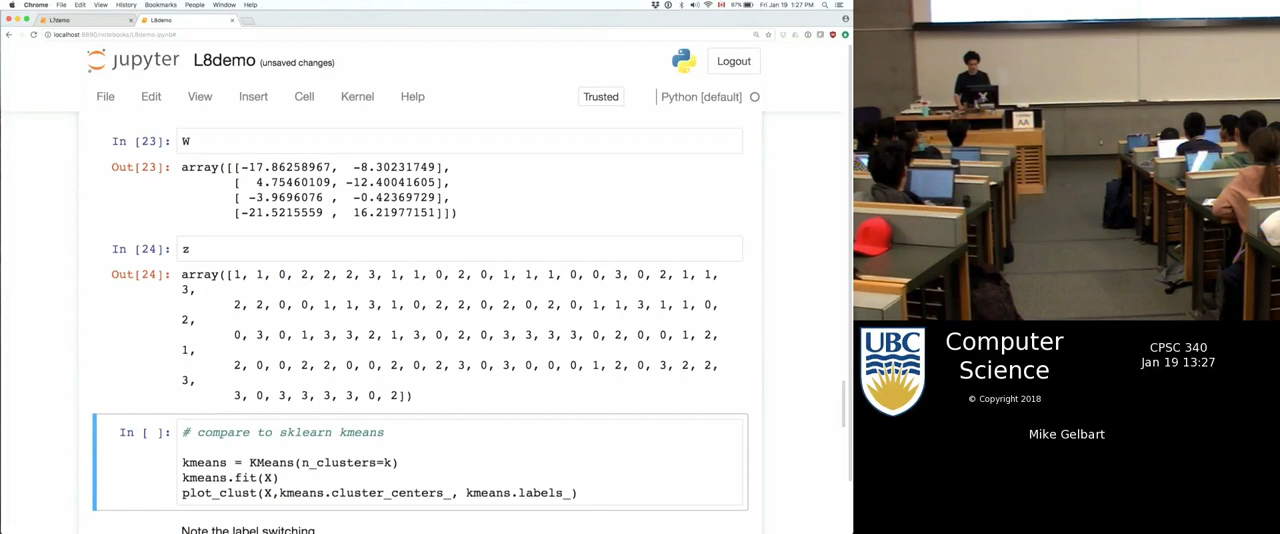 Chrome File Edit View History Bookmarks People Window Help
87% Fri Jan 19 1:27 PM
L7demo
L8demo
localhost:8890/notebooks/L8demo.ipynb#
jupyter L8demo (unsaved changes)
Logout
File Edit View Insert Cell Kernel Help
Trusted
Python [default]
In [23]: W
Out[23]: array([[-17.86258967, -8.30231749],
[ 4.75460109, -12.40041605],
[ -3.9696076 , -0.42369729],
[-21.5215559 , 16.21977151]])
In [24]: z
Out[24]: array([1, 1, 0, 2, 2, 2, 3, 1, 1, 0, 2, 0, 1, 1, 1, 0, 0, 3, 0, 2, 1, 1,
3,
2, 2, 0, 0, 1, 1, 3, 1, 0, 2, 2, 0, 2, 0, 2, 0, 1, 1, 3, 1, 1, 0,
2,
0, 3, 0, 1, 3, 3, 2, 1, 3, 0, 2, 0, 3, 3, 3, 3, 0, 2, 0, 0, 1, 2,
1,
2, 0, 0, 2, 2, 0, 0, 2, 0, 2, 3, 0, 3, 0, 0, 0, 1, 2, 0, 3, 2, 2,
3,
3, 0, 3, 3, 3, 3, 0, 2])
In [ ]: # compare to sklearn kmeans
kmeans = KMeans(n_clusters=k)
kmeans.fit(X)
plot_clust(X,kmeans.cluster_centers_, kmeans.labels_)
Note the label switching
UBC
Computer
Science
© Copyright 2018
CPSC 340
Jan 19 13:27
Mike Gelbart